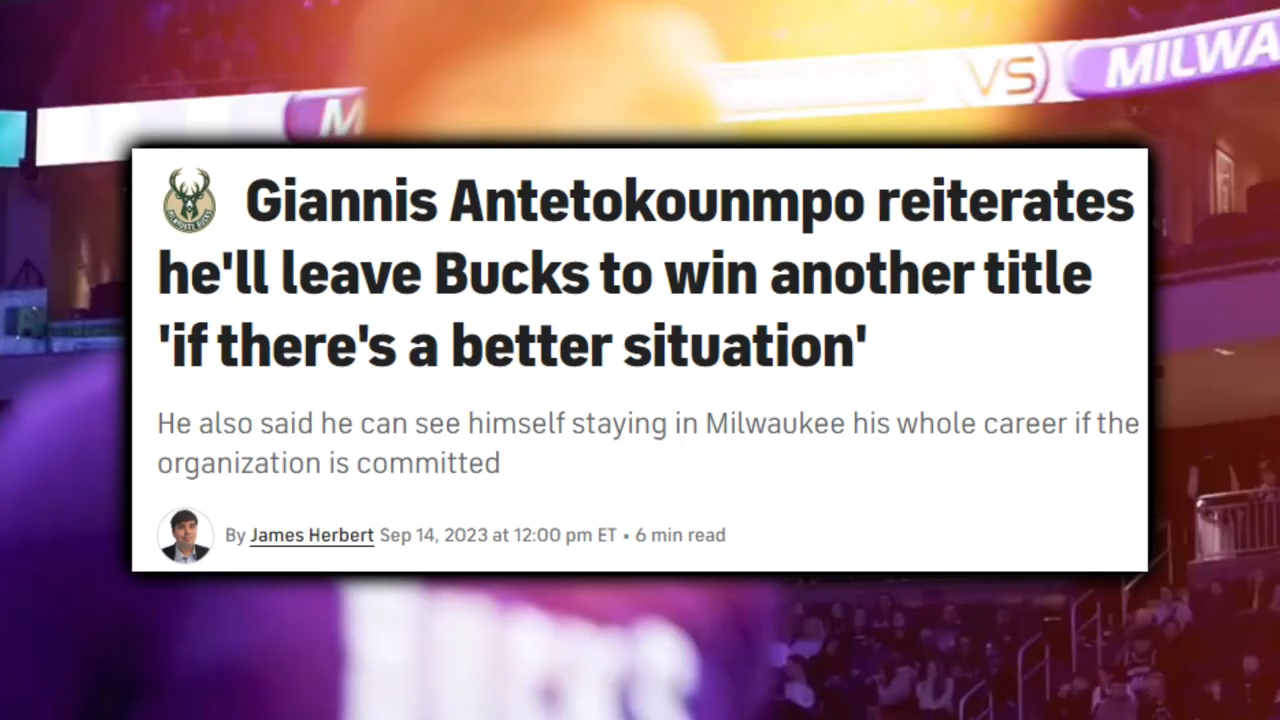 VS MILWA
M
Giannis Antetokounmpo reiterates
he'll leave Bucks to win another title
'if there's a better situation'
He also said he can see himself staying in Milwaukee his whole career if the
organization is committed
By James Herbert Sep 14, 2023 at 12:00 pm ET • 6 min read